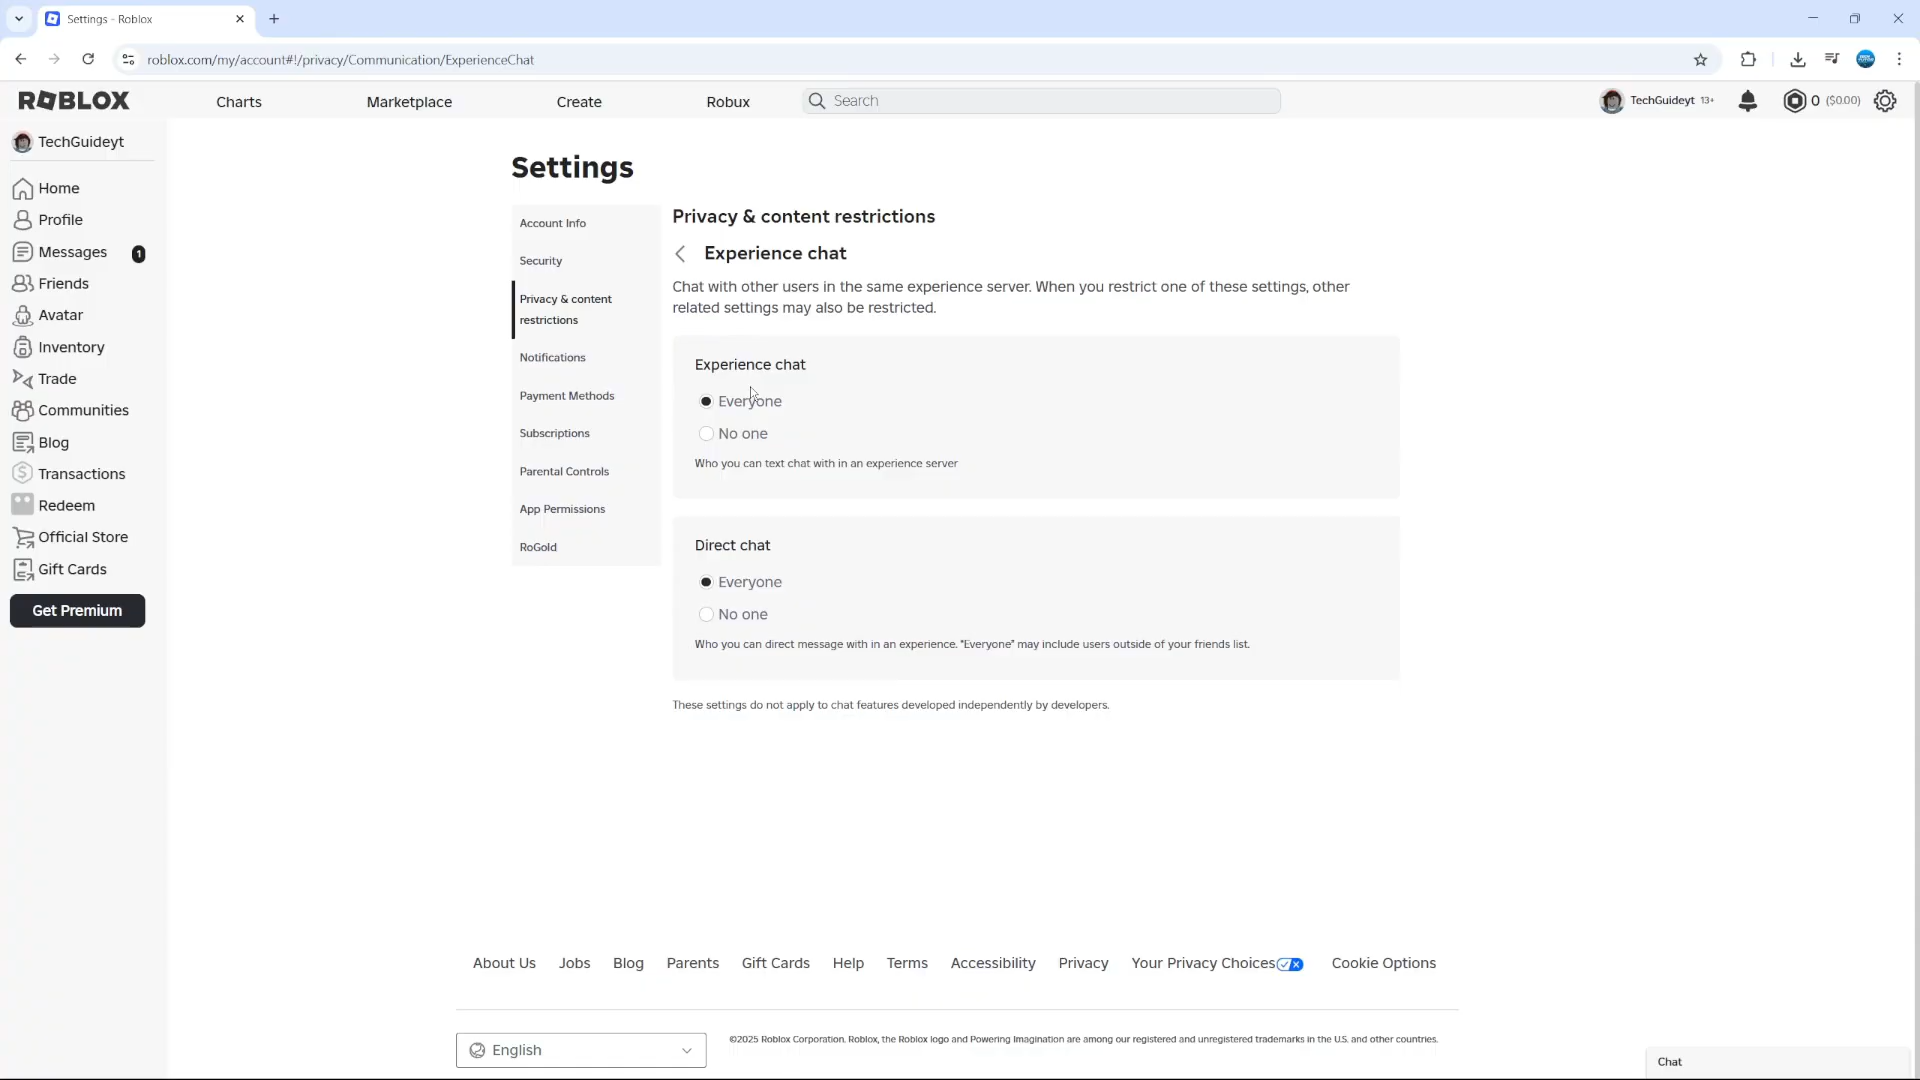 Settings - Roblox
roblox.com/my/account#!/privacy/Communication/ExperienceChat
ROBLOX
Charts
Marketplace
Create
Robux
Search
TechGuideyt 13+
0 ($0.00)
TechGuideyt
Home
Profile
Messages 1
Friends
Avatar
Inventory
Trade
Communities
Blog
Transactions
Redeem
Official Store
Gift Cards
Get Premium
Settings
Account Info
Security
Privacy & content
restrictions
Notifications
Payment Methods
Subscriptions
Parental Controls
App Permissions
RoGold
Privacy & content restrictions
Experience chat
Chat with other users in the same experience server. When you restrict one of these settings, other
related settings may also be restricted.
Experience chat
Everyone
No one
Who you can text chat with in an experience server
Direct chat
Everyone
No one
Who you can direct message with in an experience. "Everyone" may include users outside of your friends list.
These settings do not apply to chat features developed independently by developers.
About Us
Jobs
Blog
Parents
Gift Cards
Help
Terms
Accessibility
Privacy
Your Privacy Choices
Cookie Options
English
©2025 Roblox Corporation. Roblox, the Roblox logo and Powering Imagination are among our registered and unregistered trademarks in the U.S. and other countries.
Chat